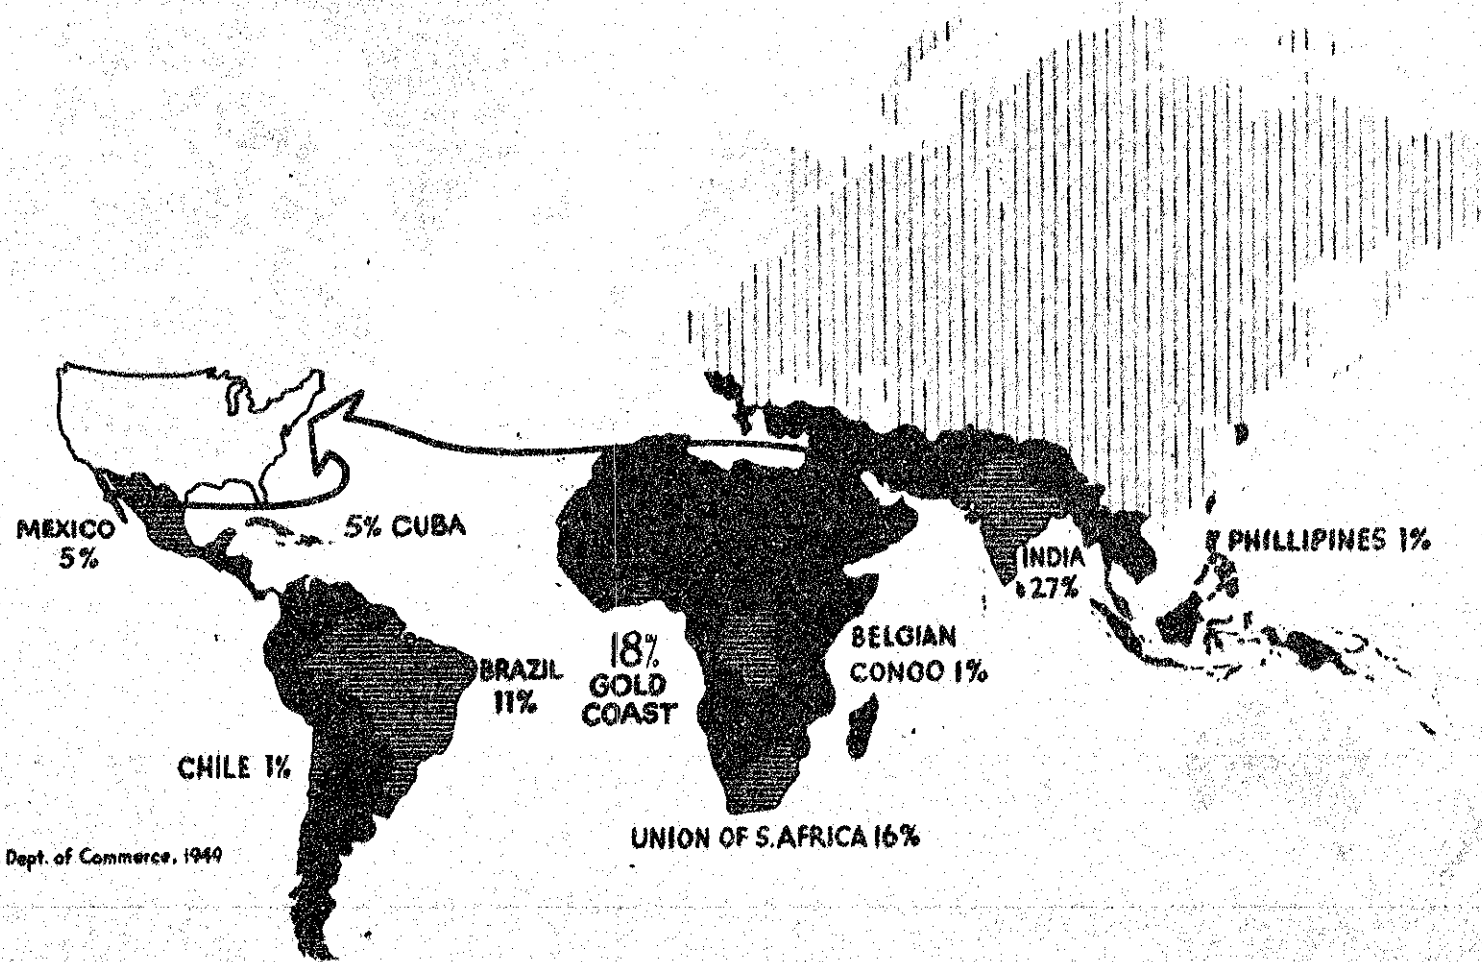 MEXICO
5%
5% CUBA
PHILLIPINES 1%
INDIA
27%
BELGIAN
CONGO 1%
18%
GOLD
COAST
BRAZIL
11%
CHILE 1%
UNION OF S.AFRICA 16%
Dept. of Commerce, 1949